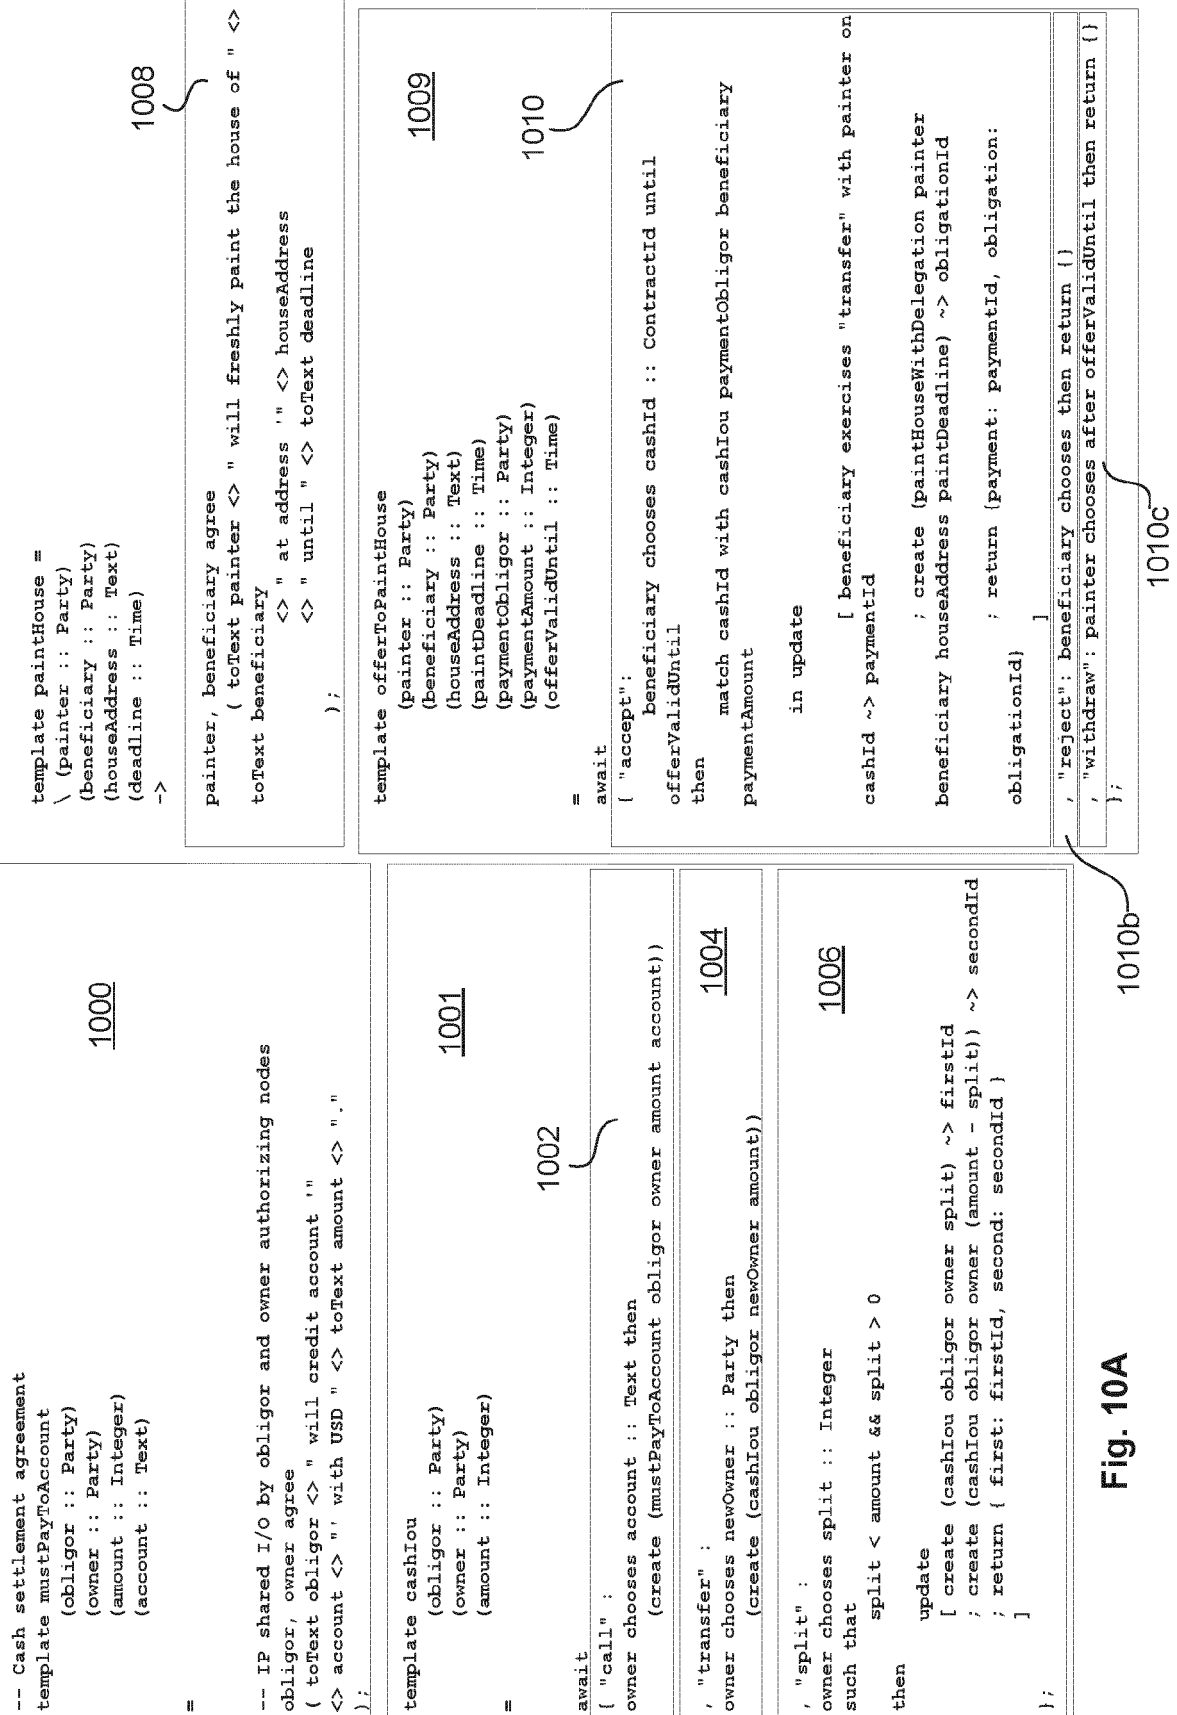 -- Cash settlement agreement
template mustPayToAccount
(obligor :: Party)
(owner :: Party)
(amount :: Integer)
(account :: Text)
=
1000
-- IP shared I/O by obligor and owner authorizing nodes
obligor, owner agree
( toText obligor <> " will credit account '"
<> account <> "' with USD " <> toText amount <> "."
);
template cashIou
(obligor :: Party)
(owner :: Party)
(amount :: Integer)
=
1001
await
1002
{ "call" :
owner chooses account :: Text then
(create (mustPayToAccount obligor owner amount account))
, "transfer" :
owner chooses newOwner :: Party then
(create (cashIou obligor newOwner amount))
1004
, "split" :
owner chooses split :: Integer
such that
split < amount && split > 0
then
update
[ create (cashIou obligor owner split) ~> firstId
; create (cashIou obligor owner (amount - split)) ~> secondId
; return { first: firstId, second: secondId }
]
};
1006
template paintHouse =
\ (painter :: Party)
(beneficiary :: Party)
(houseAddress :: Text)
(deadline :: Time)
->
1008
painter, beneficiary agree
( toText painter <> " will freshly paint the house of " <>
toText beneficiary
<> " at address '" <> houseAddress
<> " until " <> toText deadline
);
template offerToPaintHouse
(painter :: Party)
(beneficiary :: Party)
(houseAddress :: Text)
(paintDeadline :: Time)
(paymentObligor :: Party)
(paymentAmount :: Integer)
(offerValidUntil :: Time)
=
1009
await
1010
{ "accept":
beneficiary chooses cashId :: ContractId until
offerValidUntil
then
match cashId with cashIou paymentObligor beneficiary
paymentAmount
in update
[ beneficiary exercises "transfer" with painter on
cashId ~> paymentId
; create (paintHouseWithDelegation painter
beneficiary houseAddress paintDeadline) ~> obligationId
; return {payment: paymentId, obligation:
obligationId}
]
, "reject": beneficiary chooses then return {}
, "withdraw": painter chooses after offerValidUntil then return {}
};
1010b
1010c
Fig. 10A